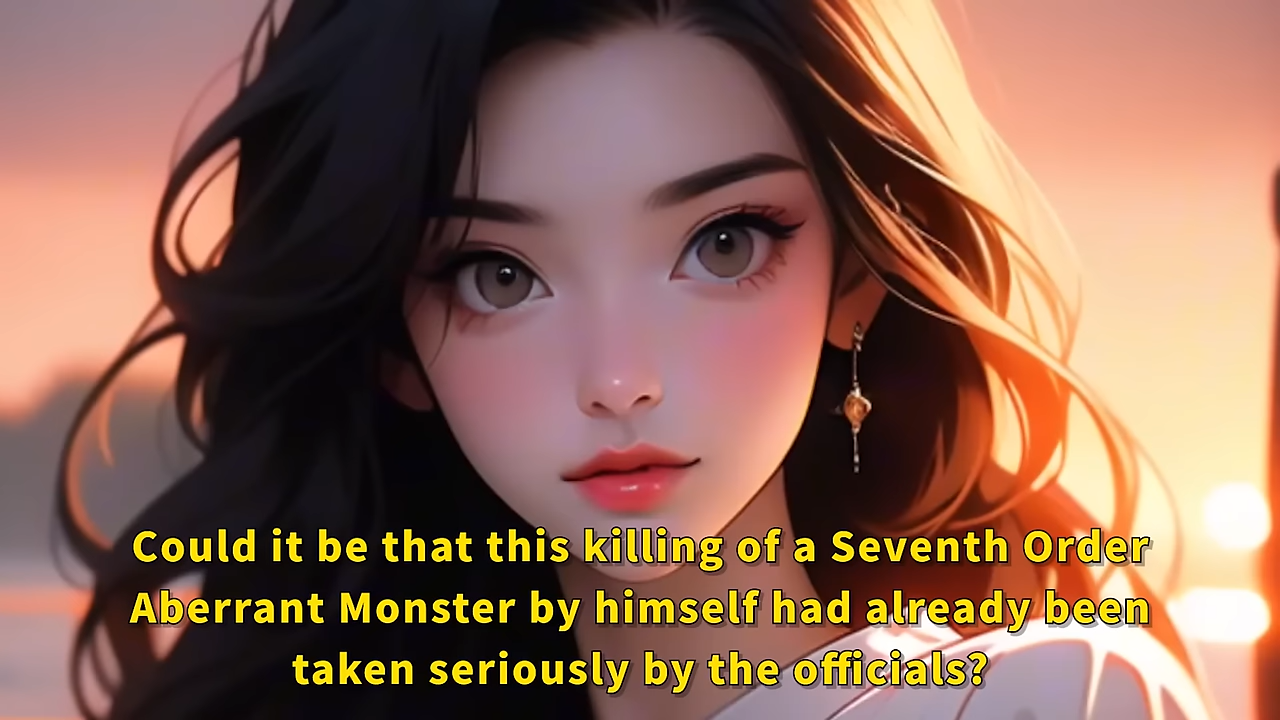 Could it be that this killing of a Seventh Order
Aberrant Monster by himself had already been
taken seriously by the officials?